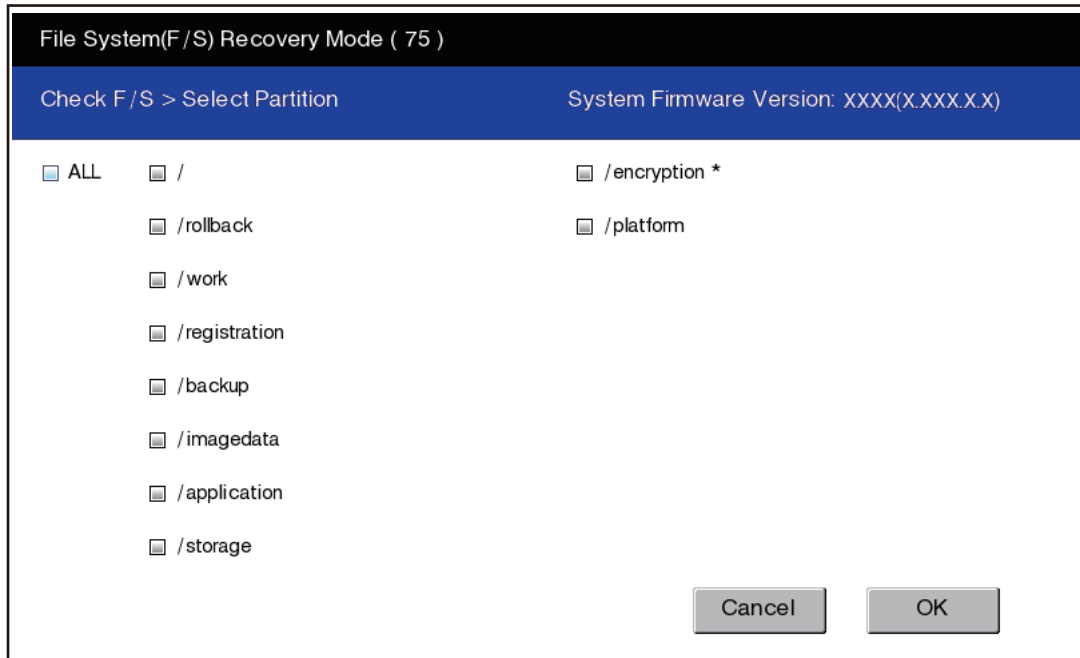 File System(F/S) Recovery Mode ( 75 )
Check F/S > Select Partition System Firmware Version: XXXX(X.XXX.X.X)
ALL / /encryption *
/rollback /platform
/work
/registration
/backup
/imagedata
/application
/storage
Cancel OK